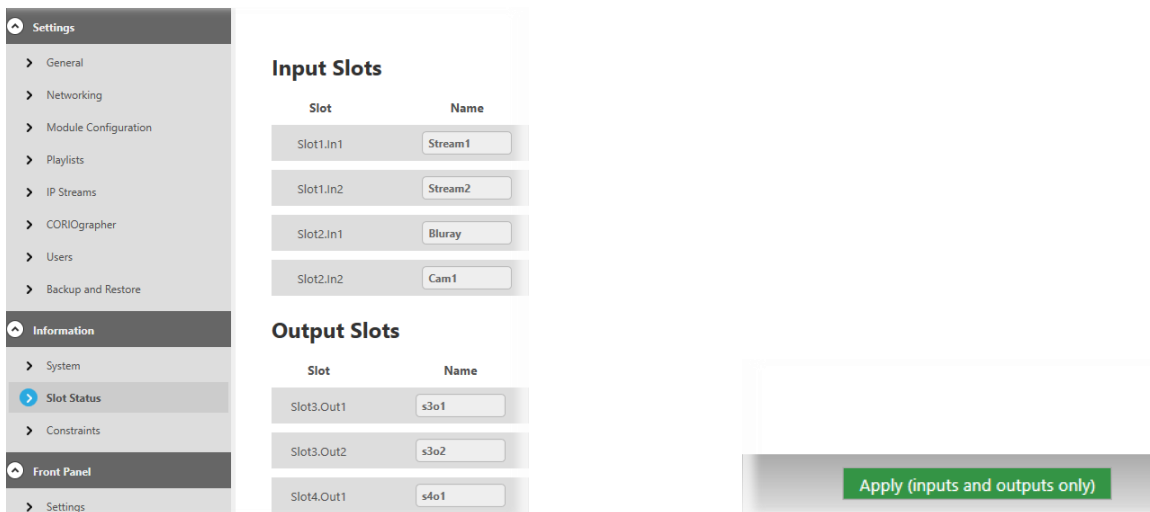 Settings
General
Networking
Module Configuration
Playlists
IP Streams
CORIOgrapher
Users
Backup and Restore
Information
System
Slot Status
Constraints
Front Panel
Settings
Input Slots
Slot Name
Slot1.In1 Stream1
Slot1.In2 Stream2
Slot2.In1 Bluray
Slot2.In2 Cam1
Output Slots
Slot Name
Slot3.Out1 s3o1
Slot3.Out2 s3o2
Slot4.Out1 s4o1
Apply (inputs and outputs only)